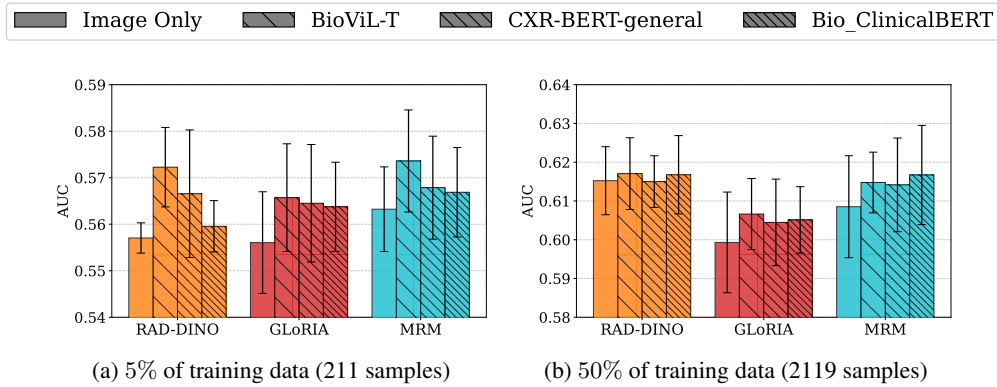 Image Only BioViL-T CXR-BERT-general Bio_ClinicalBERT
0.59
0.58
0.57
0.56
0.55
0.54
AUC
RAD-DINO GLoRIA MRM
(a) 5% of training data (211 samples)
0.64
0.63
0.62
0.61
0.60
0.59
0.58
AUC
RAD-DINO GLoRIA MRM
(b) 50% of training data (2119 samples)